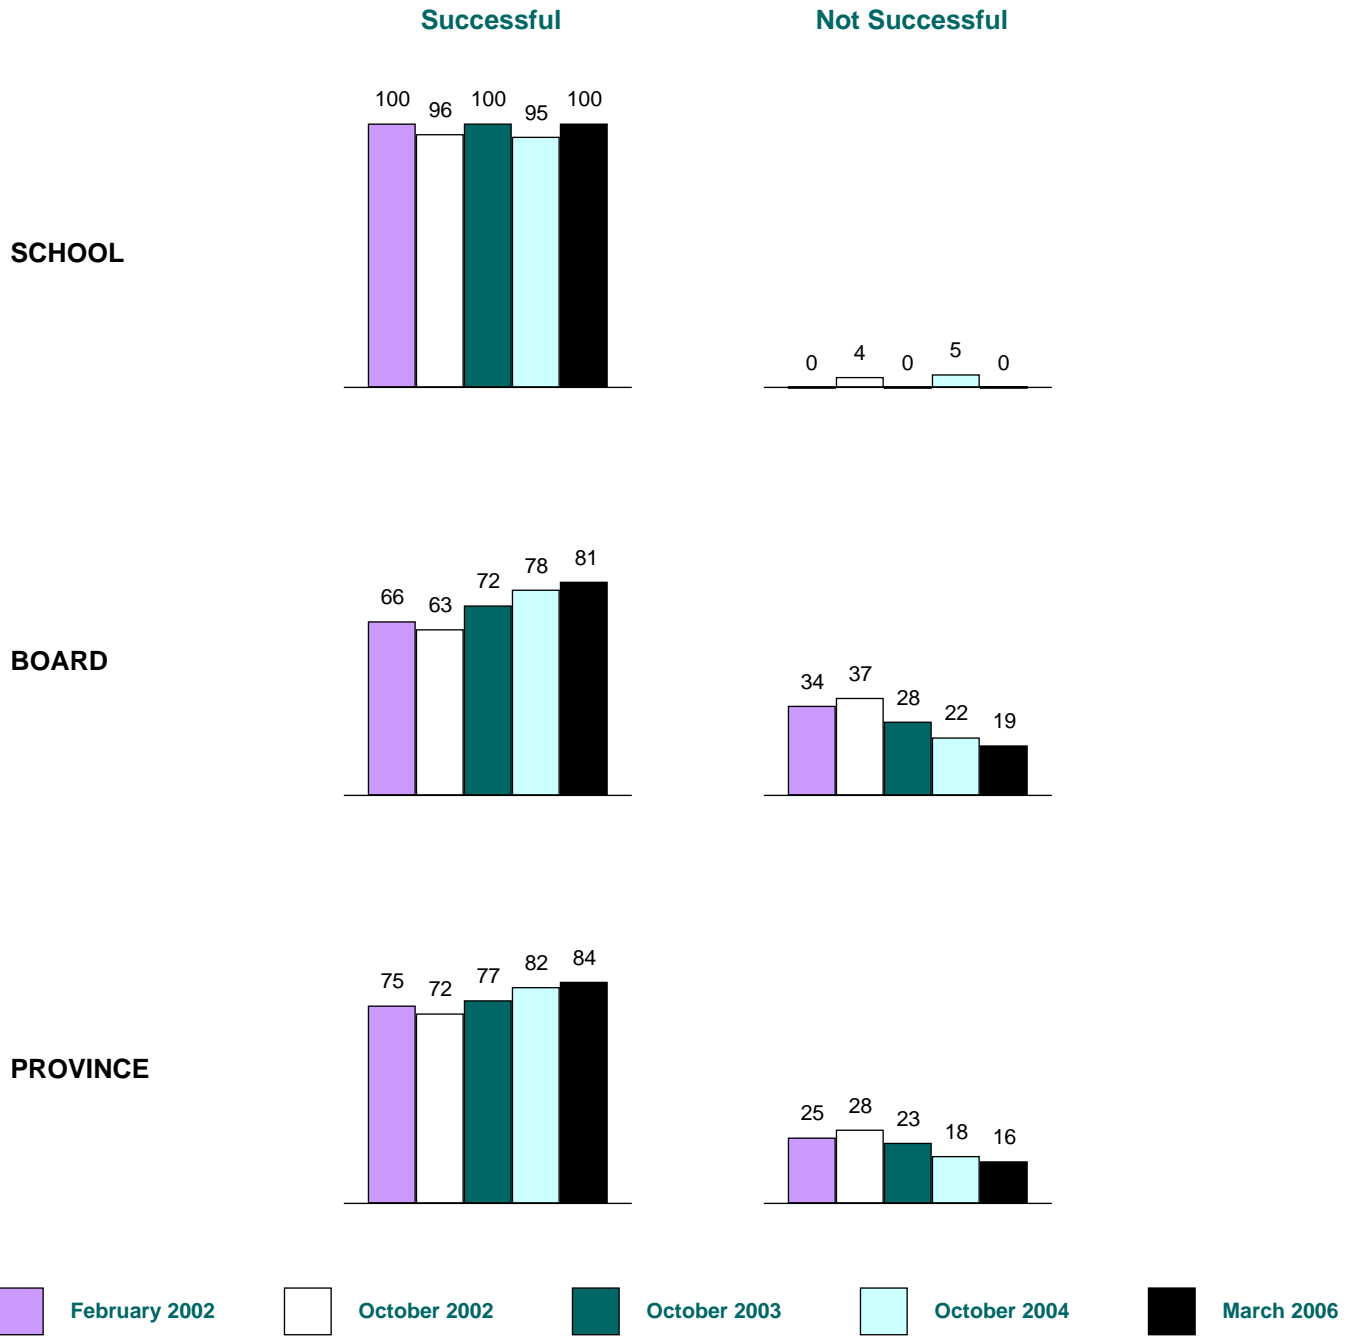 Successful Not Successful
100 96 100 95 100
SCHOOL
0 4 0 5 0
66 63 72 78 81
BOARD
34 37 28 22 19
75 72 77 82 84
PROVINCE
25 28 23 18 16
February 2002 October 2002 October 2003 October 2004 March 2006